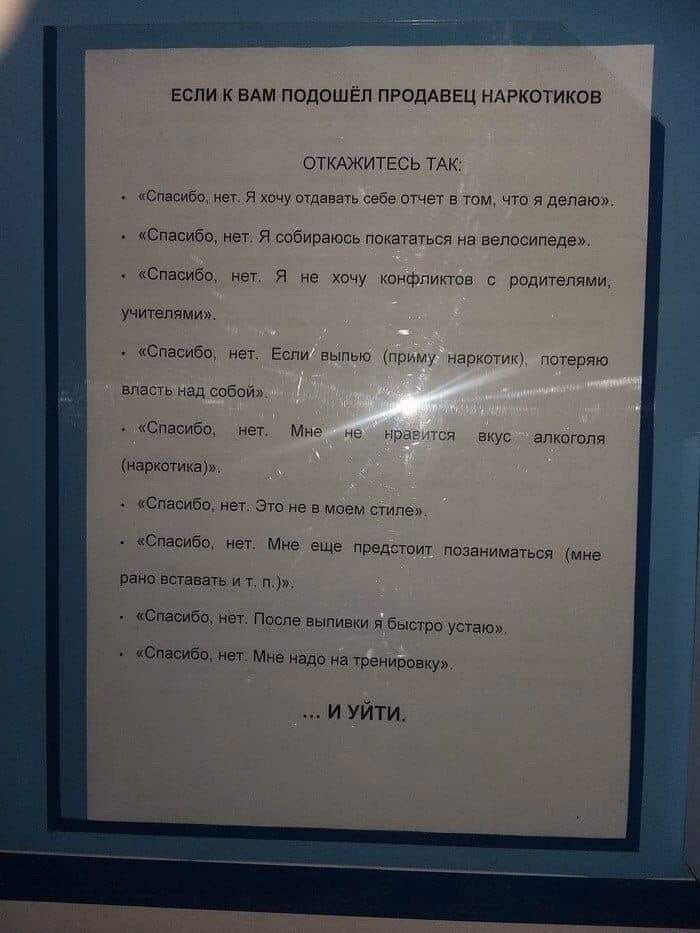 ЕСЛИ К ВАМ ПОДОШЁЛ ПРОДАВЕЦ НАРКОТИКОВ
ОТКАЖИТЕСЬ ТАК:
• «Спасибо, нет. Я хочу отдавать себе отчет в том, что я делаю».
• «Спасибо, нет. Я собираюсь покататься на велосипеде».
• «Спасибо, нет. Я не хочу конфликтов с родителями,
учителями».
• «Спасибо, нет. Если выпью (приму наркотик), потеряю
власть над собой».
• «Спасибо, нет. Мне не нравится вкус алкоголя
(наркотика)».
• «Спасибо, нет. Это не в моем стиле».
• «Спасибо, нет. Мне еще предстоит позаниматься (мне
рано вставать и т. п.)».
• «Спасибо, нет. После выпивки я быстро устаю».
• «Спасибо, нет. Мне надо на тренировку».
... И УЙТИ.